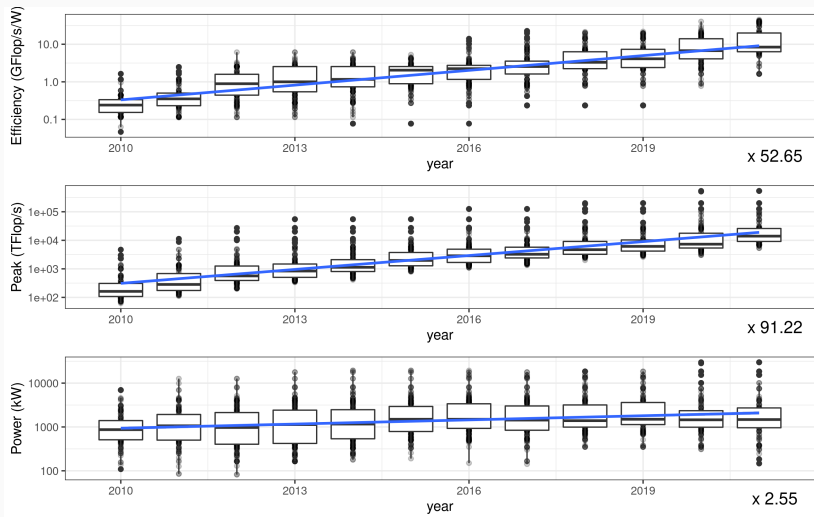 Efficiency (GFlop/s/W)
10.0
1.0
0.1
2010 2013 2016 2019
year
x 52.65
Peak (TFlop/s)
1e+05
1e+04
1e+03
1e+02
2010 2013 2016 2019
year
x 91.22
Power (kW)
10000
1000
100
2010 2013 2016 2019
year
x 2.55